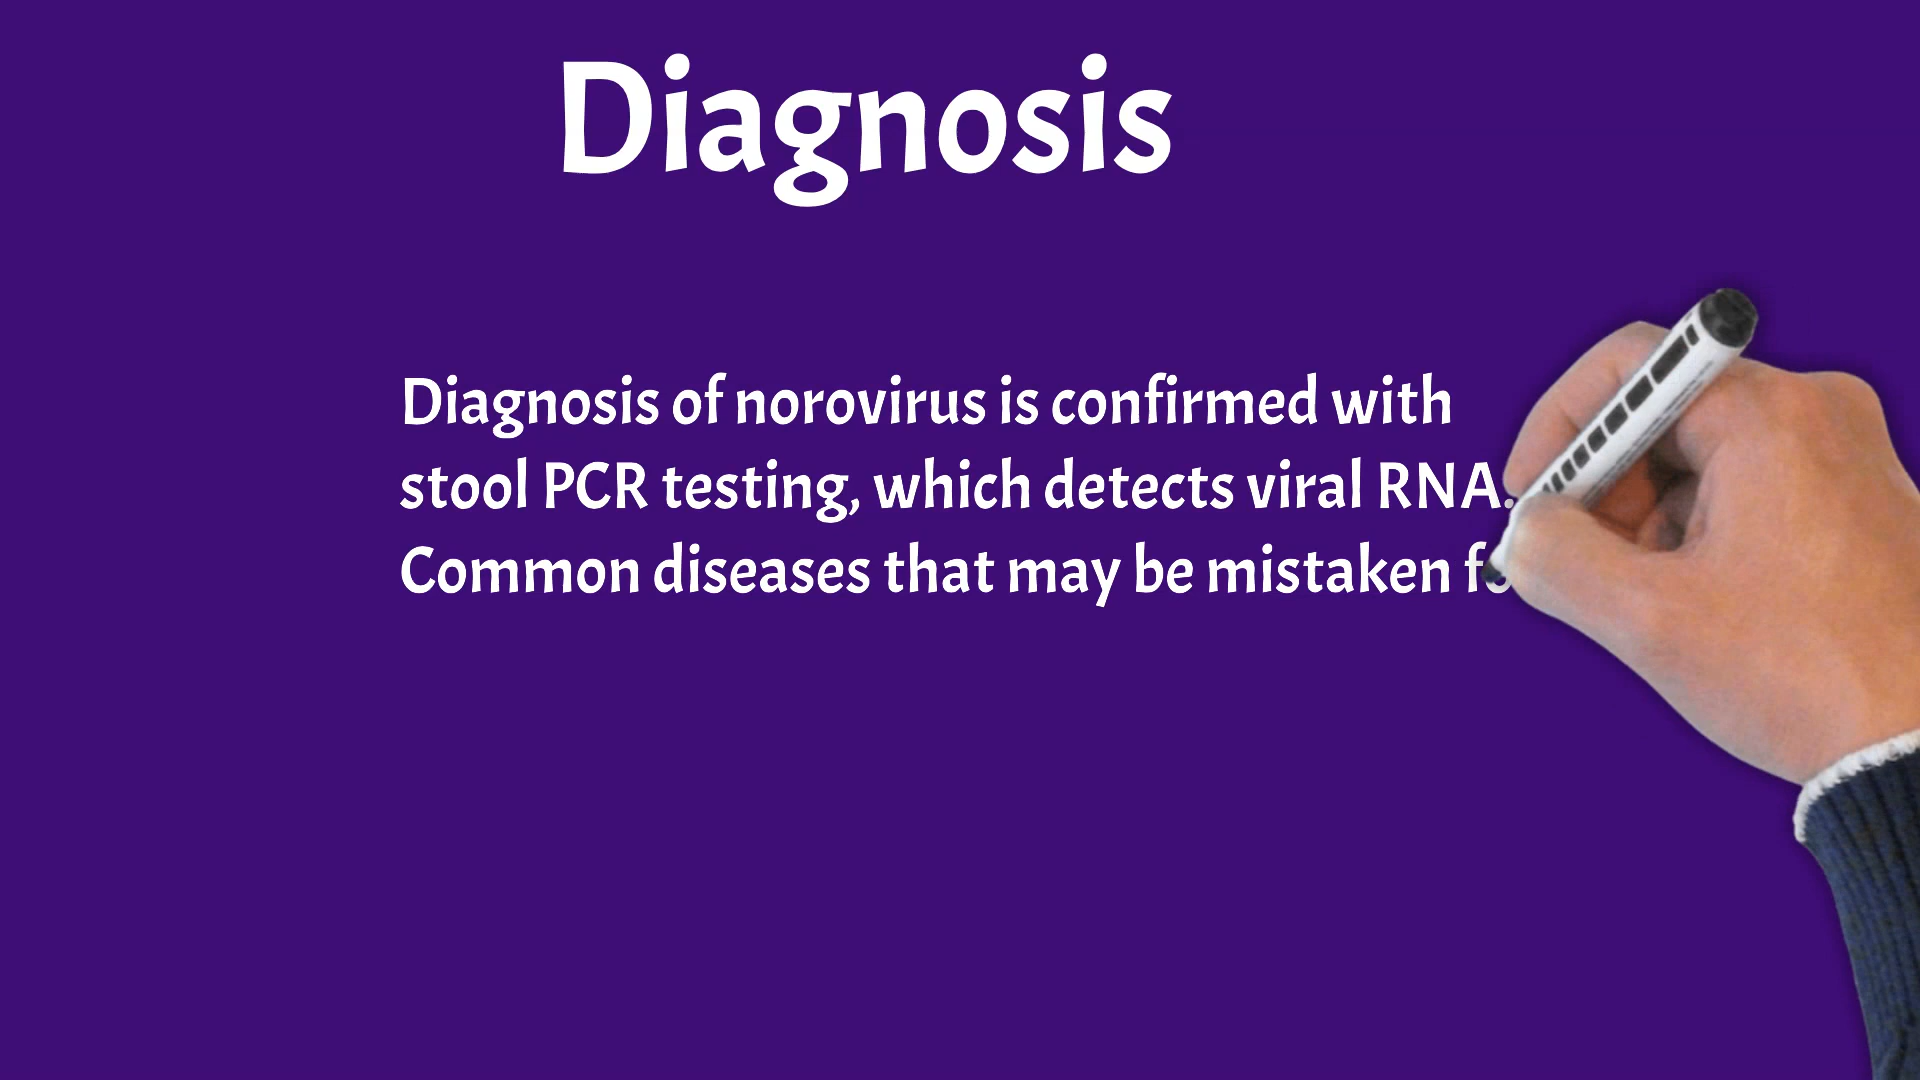 Diagnosis
Diagnosis of norovirus is confirmed with
stool PCR testing, which detects viral RNA.
Common diseases that may be mistaken fo